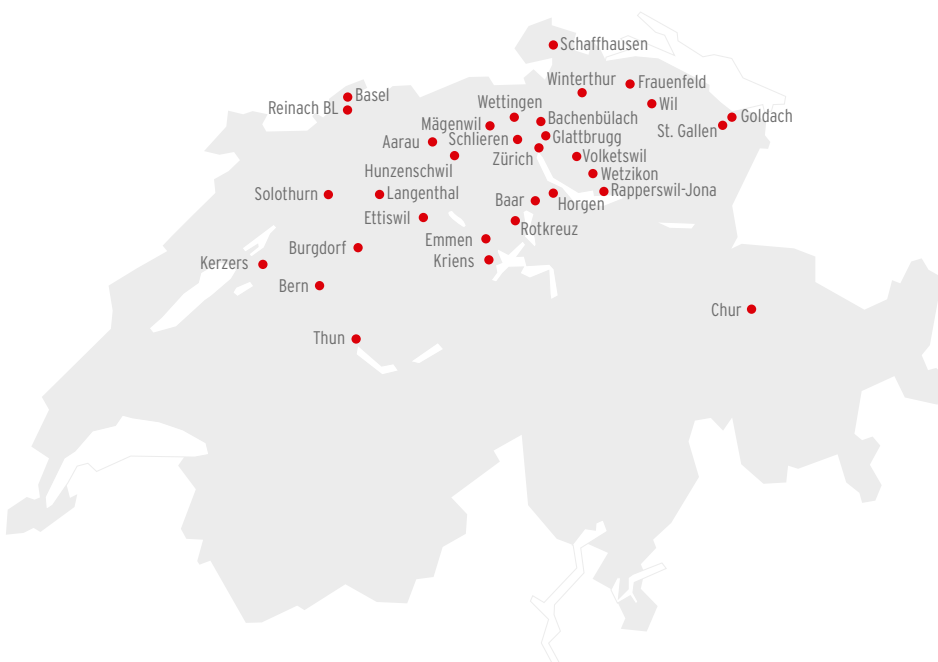 Schaffhausen
Winterthur
Frauenfeld
Basel
Reinach BL
Wettingen
Wil
Bachenbülach
Goldach
Mägenwil
St. Gallen
Aarau
Schlieren
Glattbrugg
Zürich
Volketswil
Hunzenschwil
Wetzikon
Solothurn
Langenthal
Baar
Horgen
Rapperswil-Jona
Ettiswil
Rotkreuz
Emmen
Burgdorf
Kriens
Kerzers
Bern
Chur
Thun